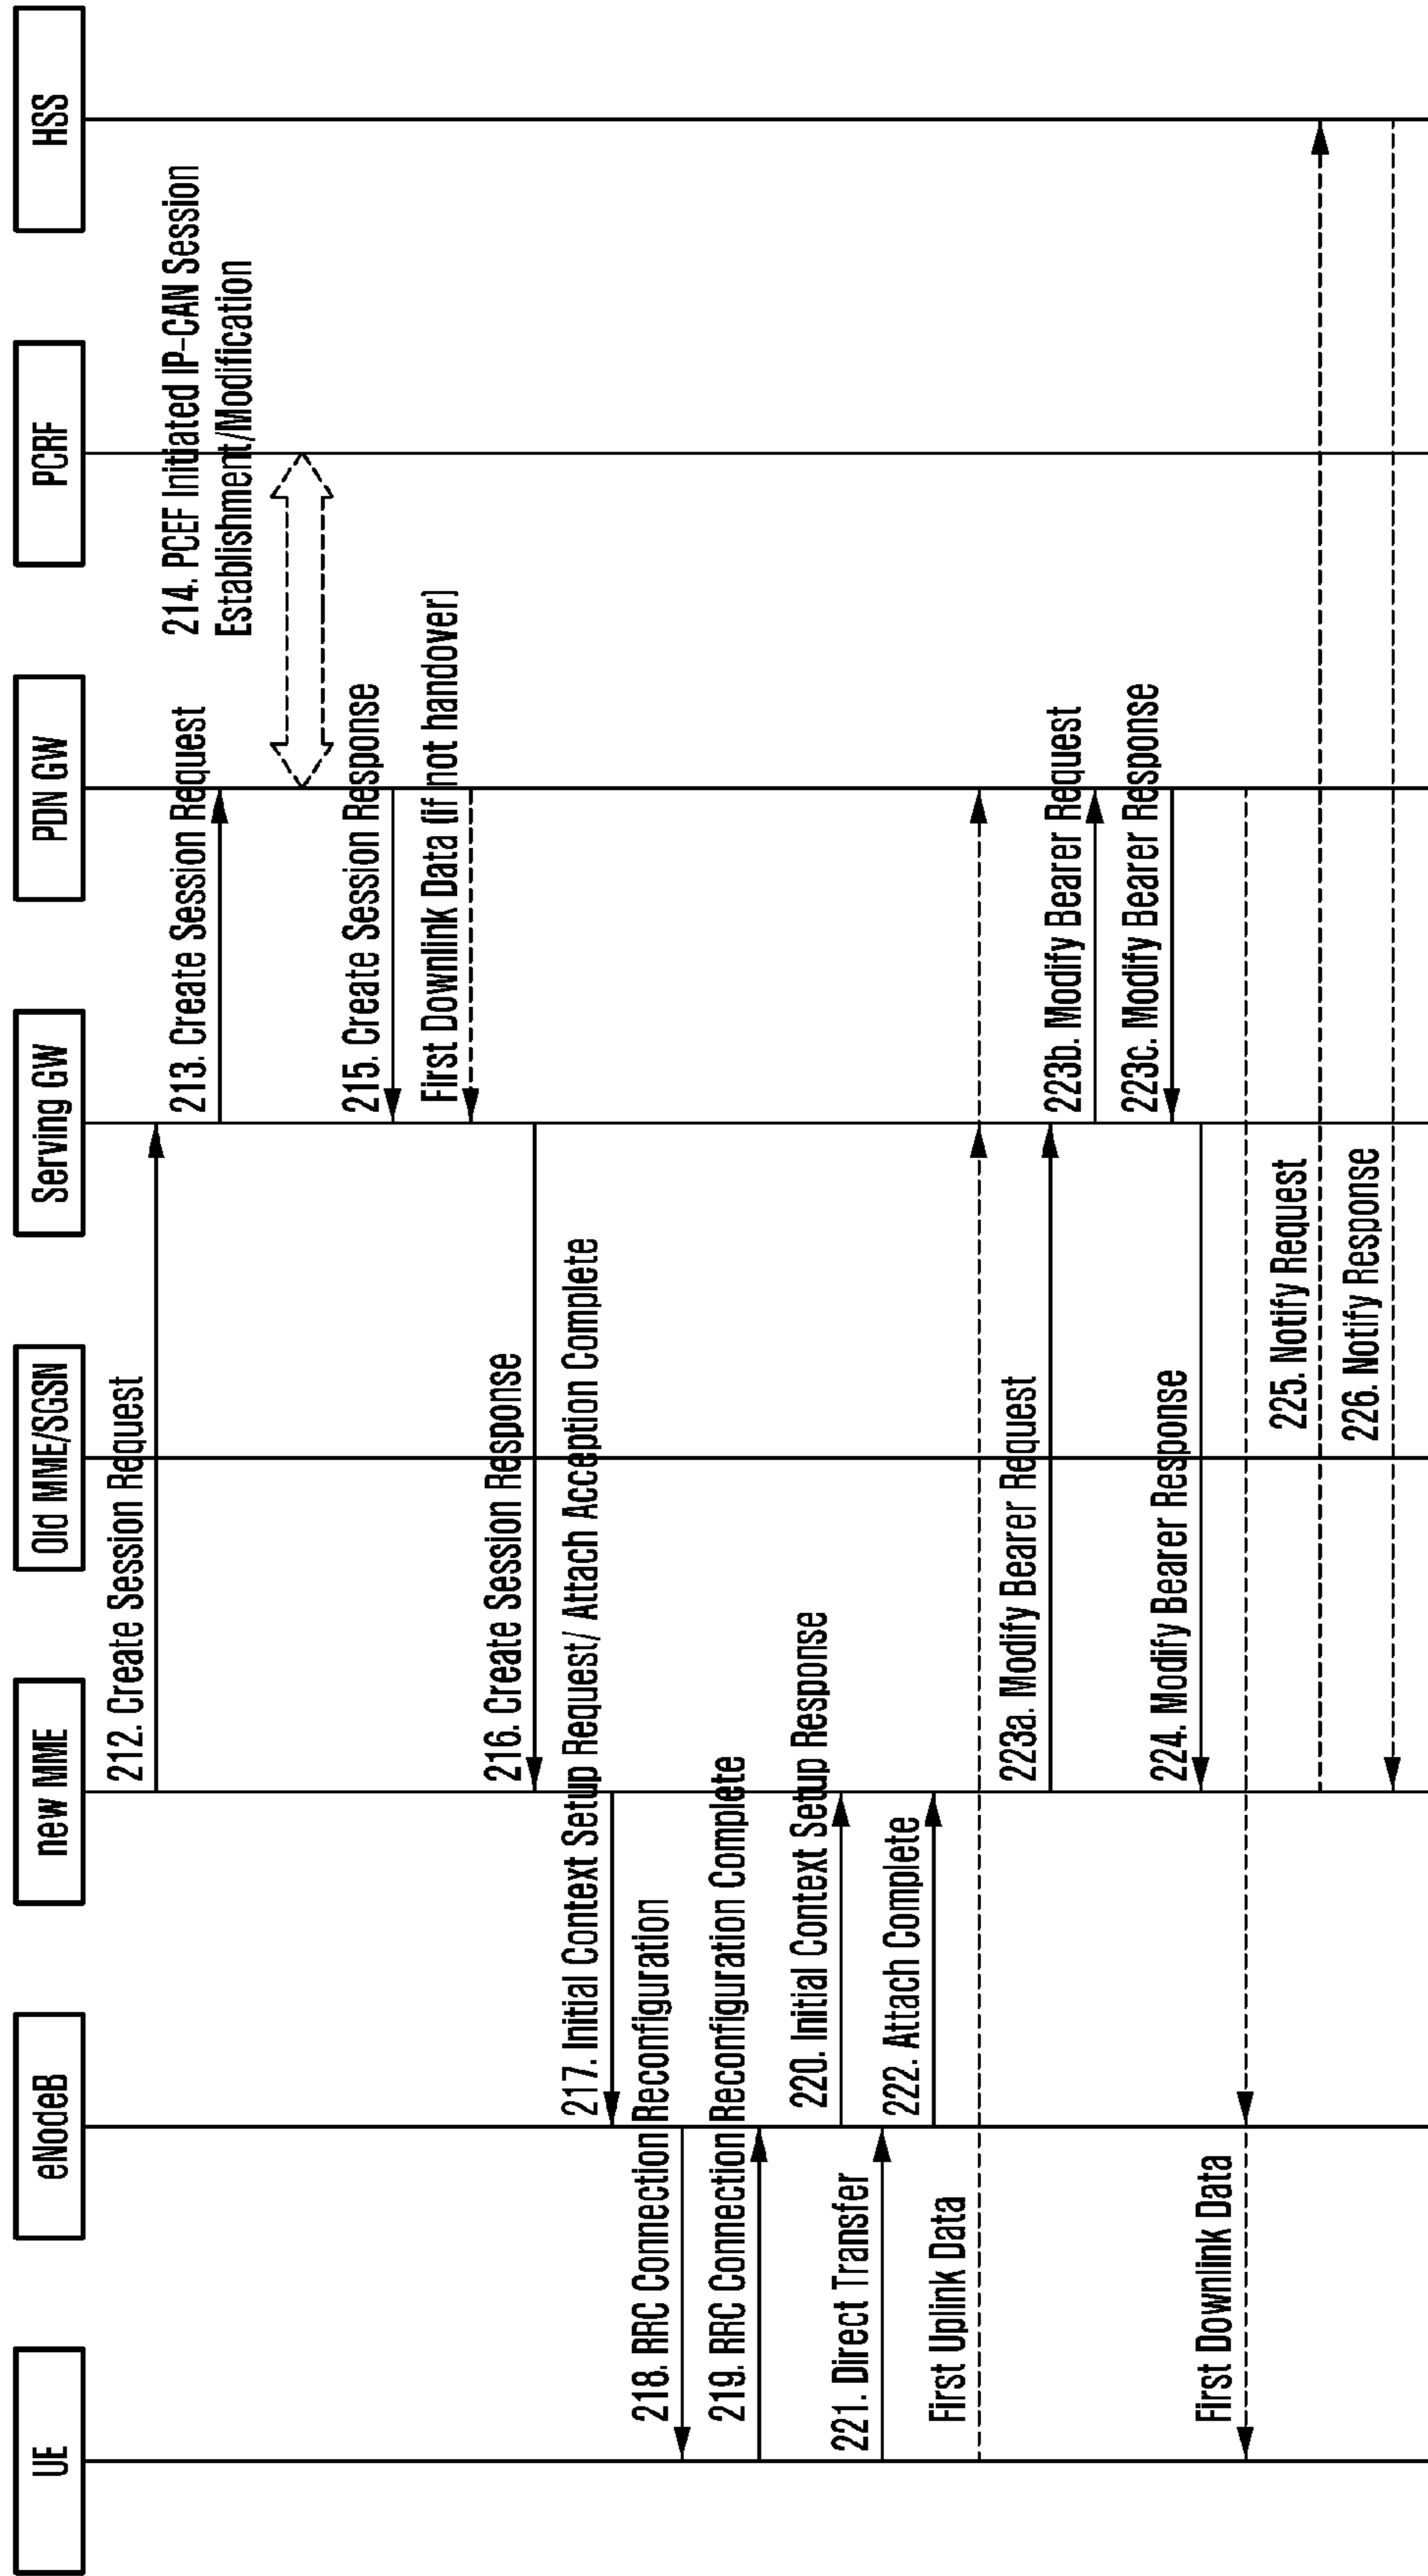 UE
eNodeB
new MME
Old MME/SGSN
Serving GW
PDN GW
PCRF
HSS
212. Create Session Request
213. Create Session Request
214. PCEF Initiated IP-CAN Session
Establishment/Modification
215. Create Session Response
First Downlink Data (if not handover)
216. Create Session Response
217. Initial Context Setup Request/ Attach Acception Complete
218. RRC Connection Reconfiguration
219. RRC Connection Reconfiguration Complete
220. Initial Context Setup Response
221. Direct Transfer
222. Attach Complete
First Uplink Data
223a. Modify Bearer Request
223b. Modify Bearer Request
223c. Modify Bearer Response
224. Modify Bearer Response
First Downlink Data
225. Notify Request
226. Notify Response